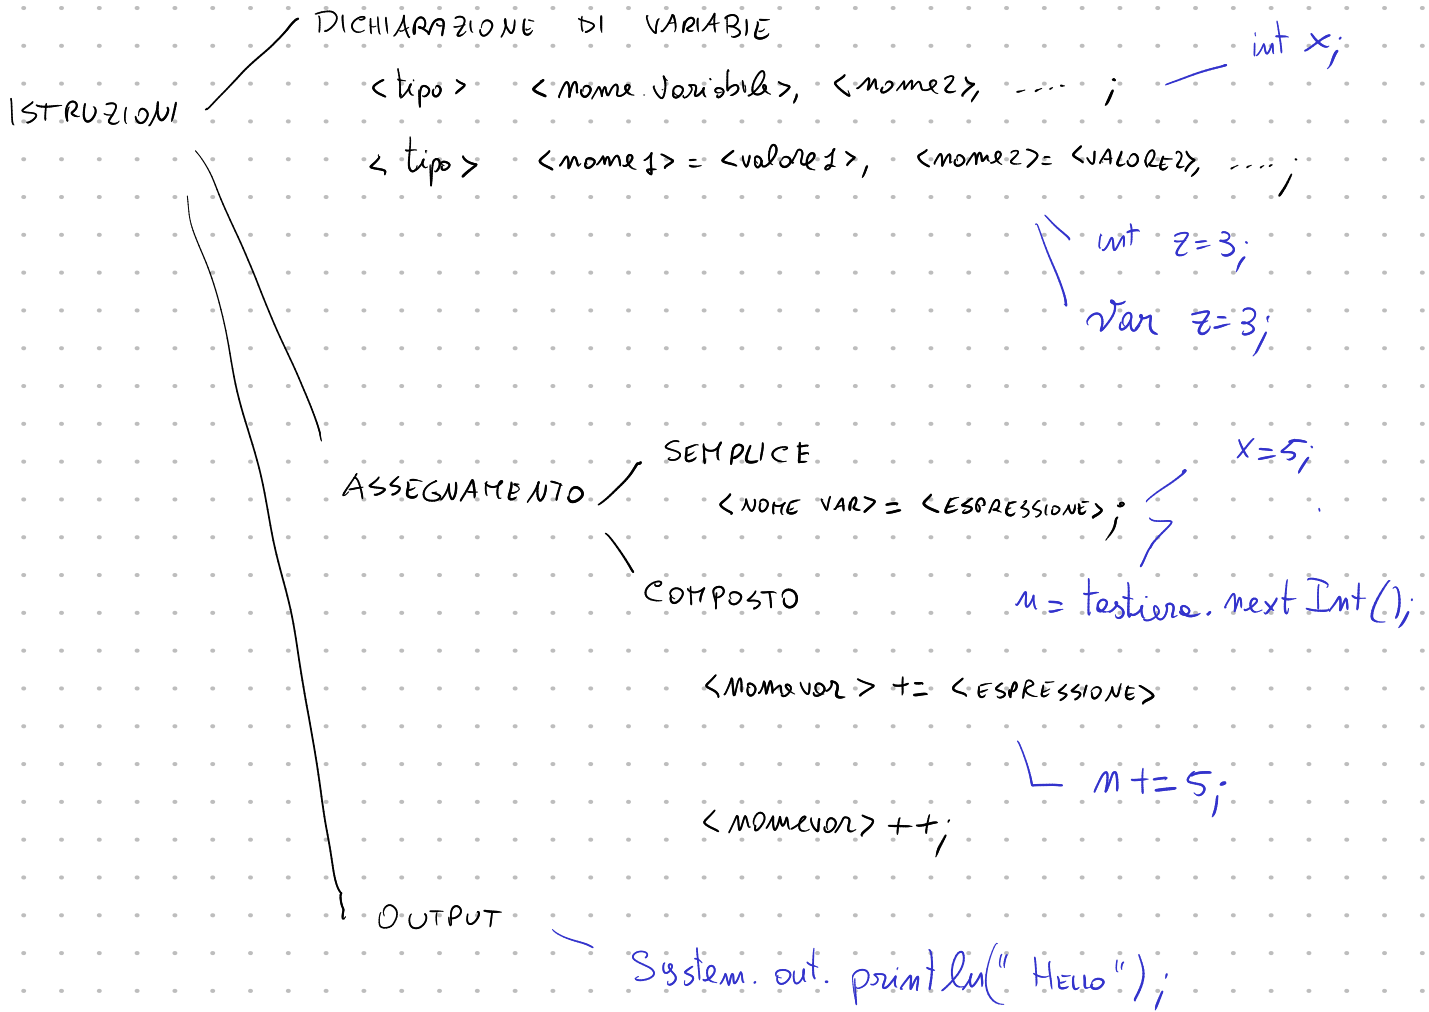 DICHIARAZIONE DI VARIABIE
int x;
<tipo> <nome variabile>, <nome2>, .... ;
ISTRUZIONI
<tipo> <nome1> = <valore1>, <nome2> = <VALORE2>, ....;
int z=3;
var z=3;
SEMPLICE
x=5;
ASSEGNAMENTO
<NOME VAR> = <ESPRESSIONE>;
COMPOSTO
n = tastiera.nextInt();
<nomevar> += <ESPRESSIONE>
n += 5;
<nomevar> ++;
OUTPUT
System.out.println("HELLO");